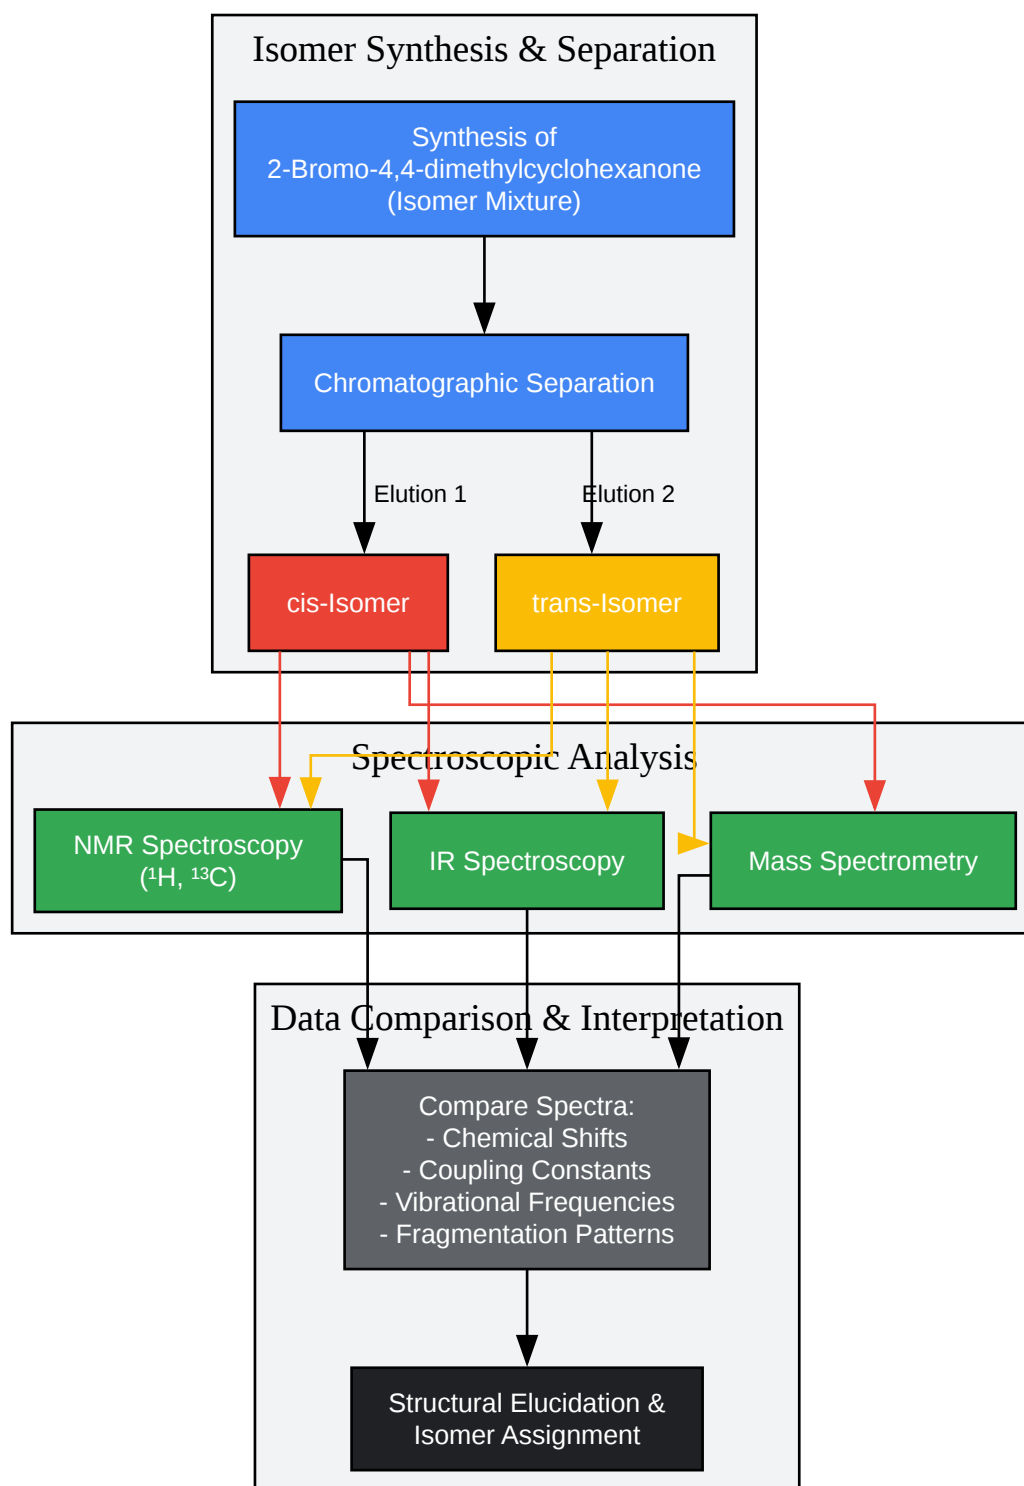 Isomer Synthesis & Separation
Synthesis of
2-Bromo-4,4-dimethylcyclohexanone
(Isomer Mixture)
Chromatographic Separation
Elution 1
Elution 2
cis-Isomer
trans-Isomer
Spectroscopic Analysis
NMR Spectroscopy
(¹H, ¹³C)
IR Spectroscopy
Mass Spectrometry
Data Comparison & Interpretation
Compare Spectra:
- Chemical Shifts
- Coupling Constants
- Vibrational Frequencies
- Fragmentation Patterns
Structural Elucidation &
Isomer Assignment